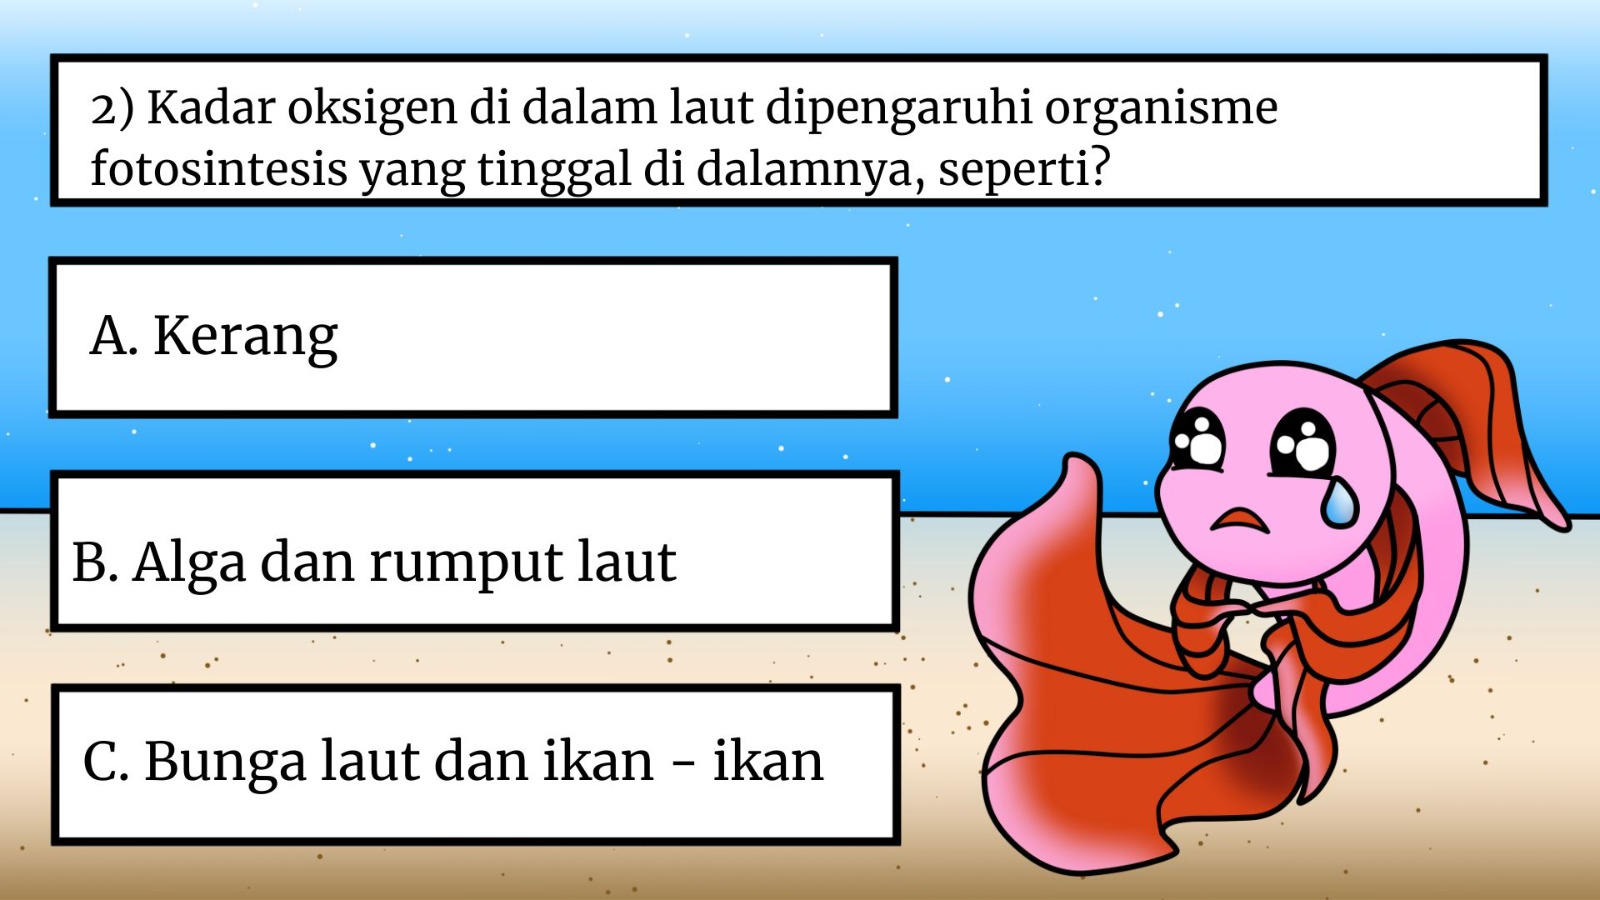 2) Kadar oksigen di dalam laut dipengaruhi organisme
fotosintesis yang tinggal di dalamnya, seperti?
A. Kerang
B. Alga dan rumput laut
C. Bunga laut dan ikan - ikan